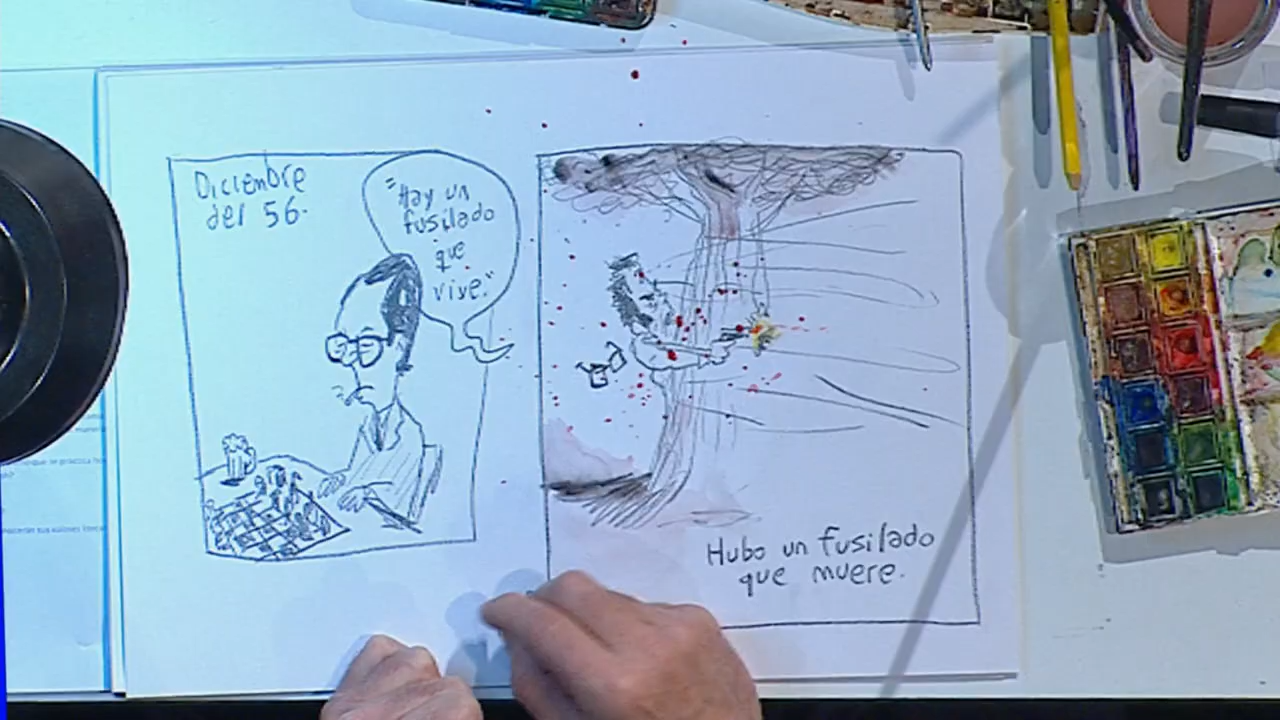 Diciembre
del 56.
"Hay un
fusilado
que
vive."
Hubo un fusilado
que muere.